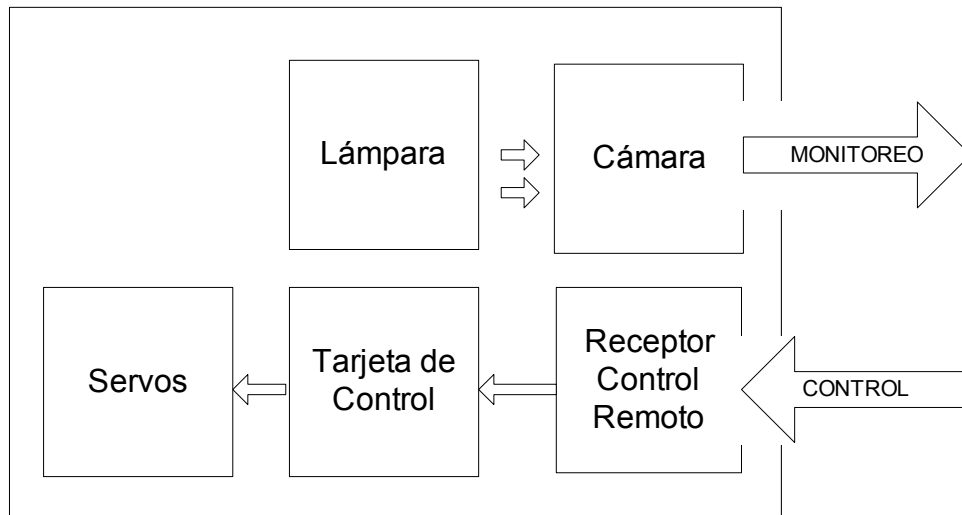 Lámpara
Cámara
MONITOREO
Servos
Tarjeta de
Control
Receptor
Control
Remoto
CONTROL